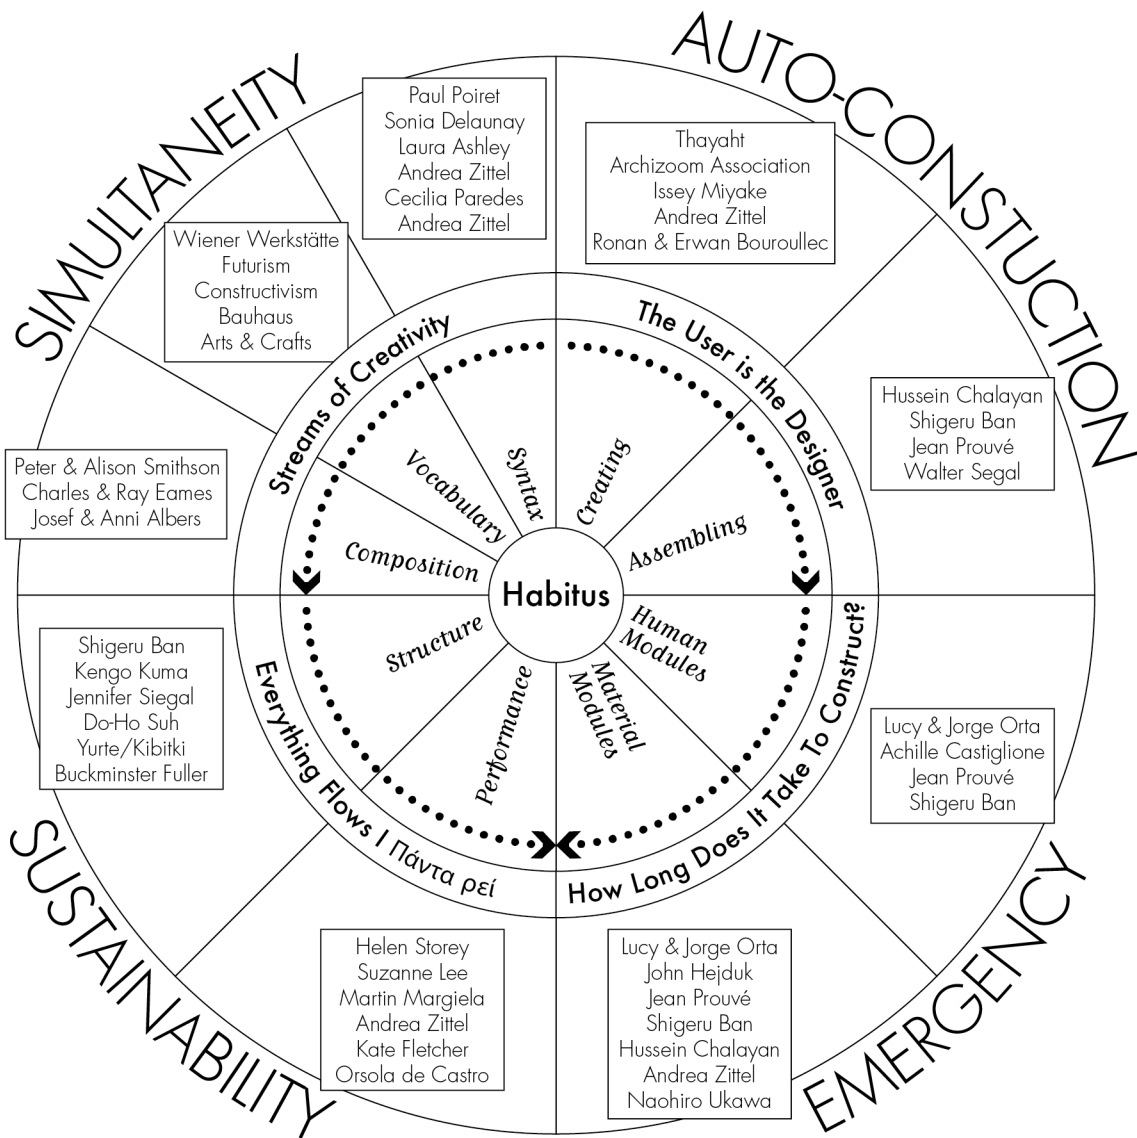 SIMULTANEITY
AUTO-CONSTUCTION
Paul Poiret
Sonia Delaunay
Laura Ashley
Andrea Zittel
Cecilia Paredes
Andrea Zittel
Thayaht
Archizoom Association
Issey Miyake
Andrea Zittel
Ronan & Erwan Bouroullec
Wiener Werkstätte
Futurism
Constructivism
Bauhaus
Arts & Crafts
Hussein Chalayan
Shigeru Ban
Jean Prouvé
Walter Segal
Peter & Alison Smithson
Charles & Ray Eames
Josef & Anni Albers
Streams of Creativity
The User is the Designer
Composition
Vocabulary
Syntax
Creating
Assembling
Habitus
Structure
Performance
Material
Modules
Human
Modules
Everything Flows | Πάντα ρεί
How Long Does It Take To Construct?
Shigeru Ban
Kengo Kuma
Jennifer Siegal
Do-Ho Suh
Yurte/Kibitki
Buckminster Fuller
Lucy & Jorge Orta
Achille Castiglione
Jean Prouvé
Shigeru Ban
Helen Storey
Suzanne Lee
Martin Margiela
Andrea Zittel
Kate Fletcher
Orsola de Castro
Lucy & Jorge Orta
John Hejduk
Jean Prouvé
Shigeru Ban
Hussein Chalayan
Andrea Zittel
Naohiro Ukawa
SUSTAINABILITY
EMERGENCY